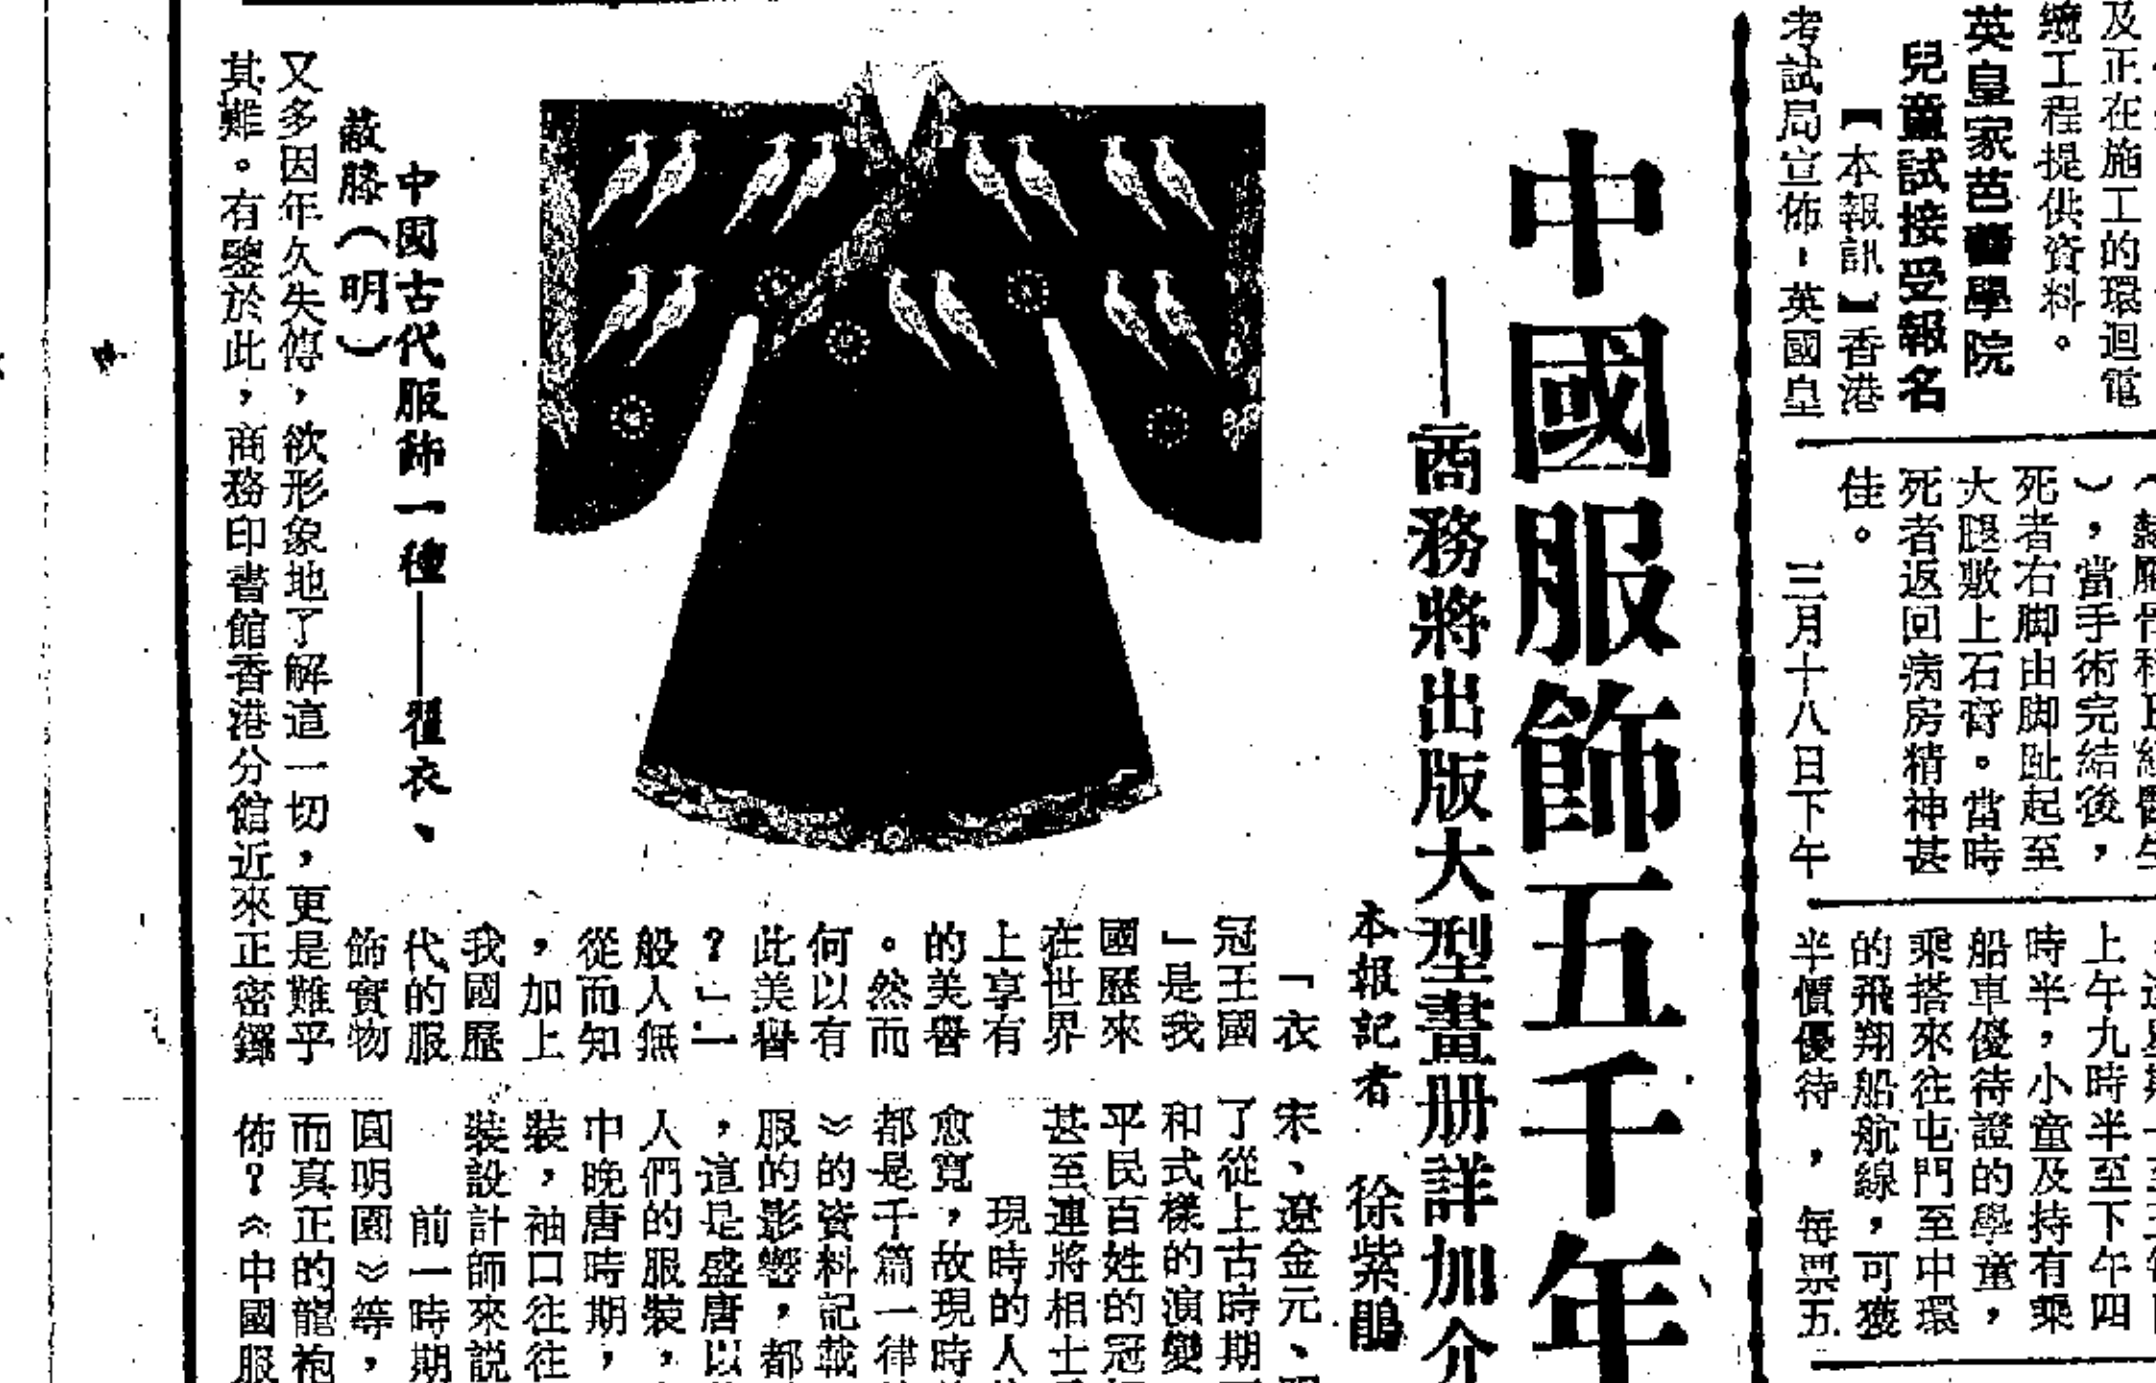 及正在施工的環迴電
纜工程提供資料。
英皇家芭蕾學院
兒童試接受報名
【本報訊】香港
考試局宣佈，英國皇
），當手術完結後，
死者右脚由脚趾起至
大腿敷上石膏。當時
死者返回病房精神甚
佳。
三月十八日下午
上午九時半至下午四
時半，小童及持有乘
船車優待證的學童，
乘搭來往屯門至中環
的飛翔船航線，可獲
半價優待，每票五
中國服飾五千年
——商務將出版大型畫册詳加介
本報記者 徐紫鵑
中國古代服飾一種——翟衣、
蔽膝（明）
「衣
冠王國
」是我
國歷來
在世界
上享有
的美譽
。然而
何以有
此美譽
？」一
般人無
從而知
，加上
我國歷
代的服
飾實物
又多因年久失傳，欲形象地了解這一切，更是難乎
其難。有鑒於此，商務印書館香港分館近來正密鑼
宋、遼金元、
了從上古時期
和式樣的演變
平民百姓的冠
甚至連將相士
現時的人
愈寬，故現時
都是千篇一律
》的資料記載
服的影響，都
，這是盛唐以
人們的服裝，
中晚唐時期，
裝，袖口往往
裝設計師來說
前一時期
圓明園》等，
而真正的龍袍
佈？《中國服